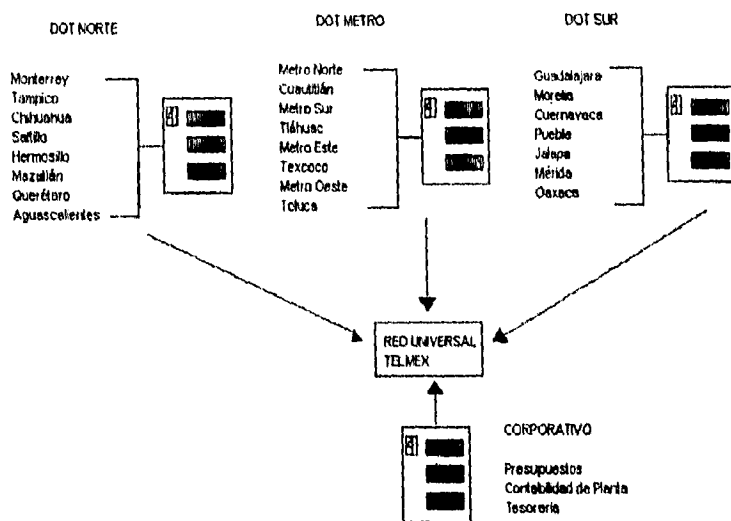 DOT NORTE
Monterrey
Tampico
Chihuahua
Saltillo
Hermosillo
Mazatlán
Querétaro
Aguascalientes
DOT METRO
Metro Norte
Cuautitlán
Metro Sur
Tláhuac
Metro Este
Texcoco
Metro Oeste
Toluca
DOT SUR
Guadalajara
Morelia
Cuernavaca
Puebla
Jalapa
Mérida
Oaxaca
RED UNIVERSAL
TELMEX
CORPORATIVO
Presupuestos
Contabilidad de Planta
Tesorería